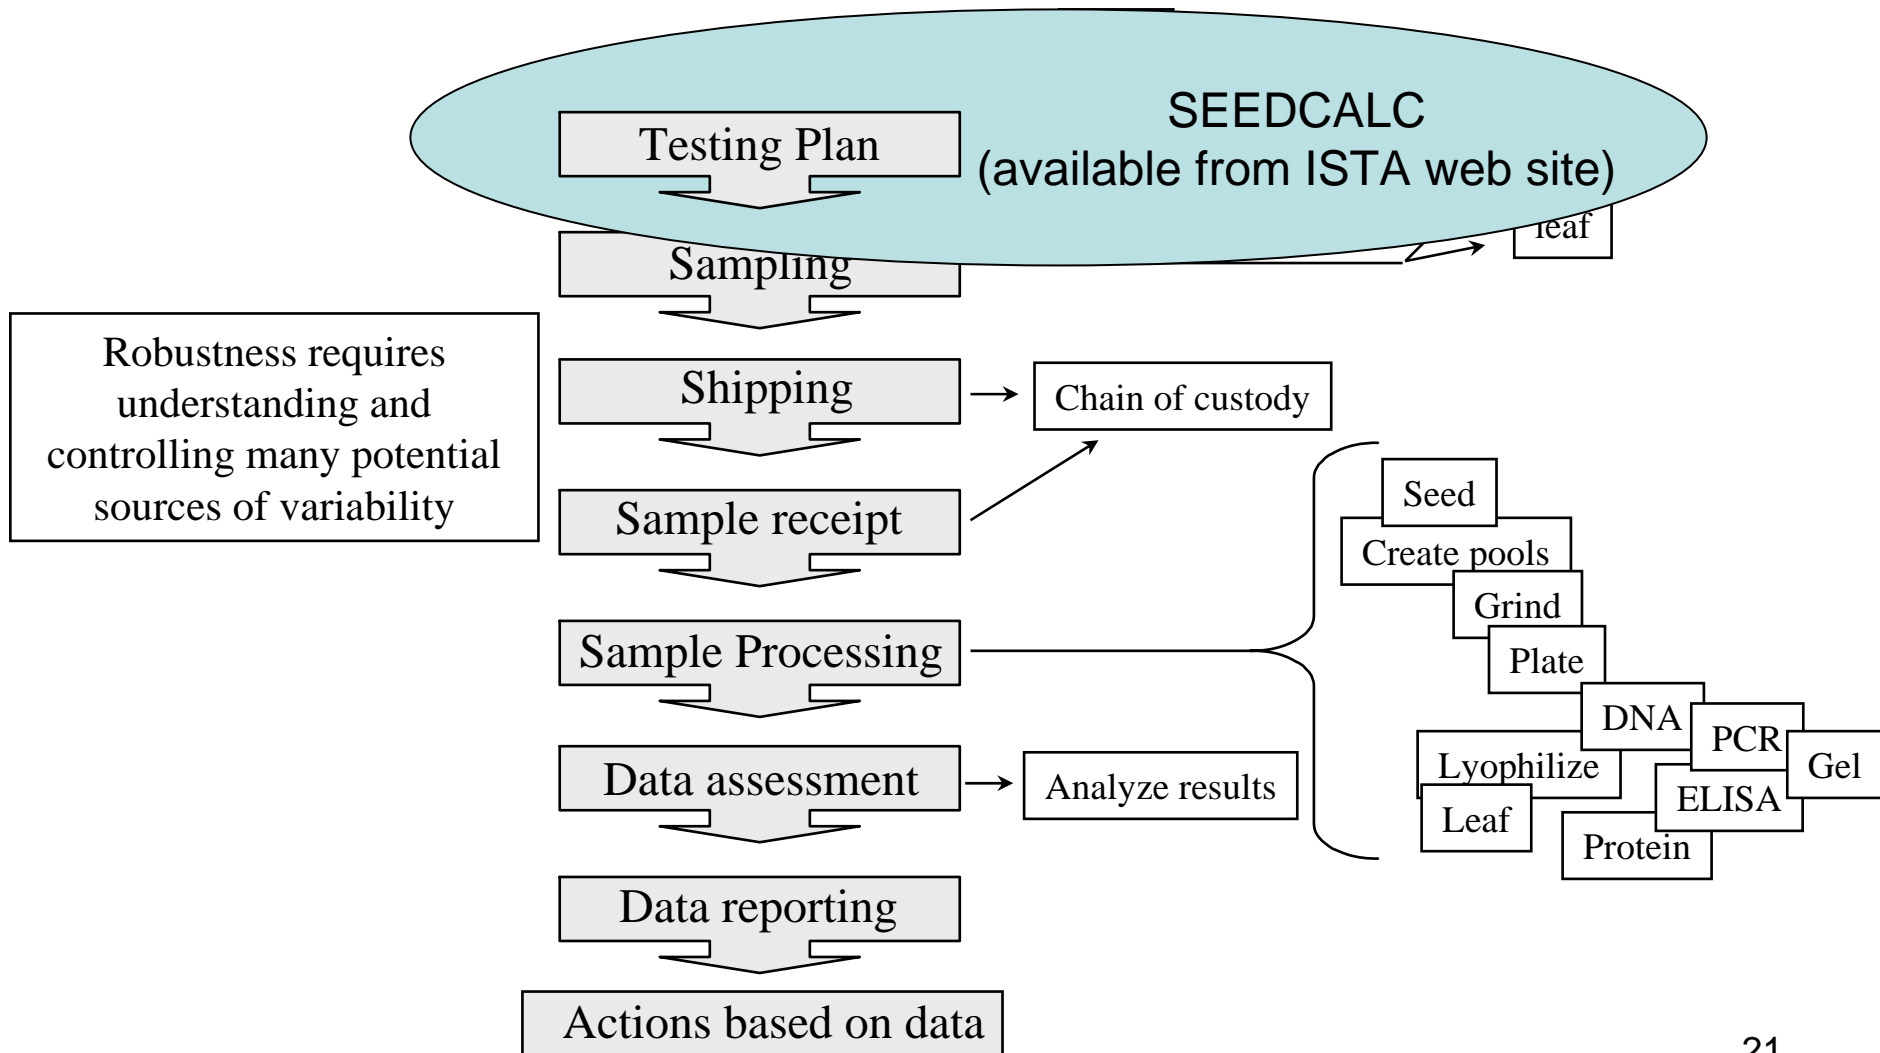 SEEDCALC
(available from ISTA web site)
Testing Plan
leaf
Sampling
Robustness requires
understanding and
controlling many potential
sources of variability
Shipping
Chain of custody
Sample receipt
Seed
Create pools
Grind
Sample Processing
Plate
DNA
PCR
Gel
Lyophilize
ELISA
Leaf
Protein
Data assessment
Analyze results
Data reporting
Actions based on data
21